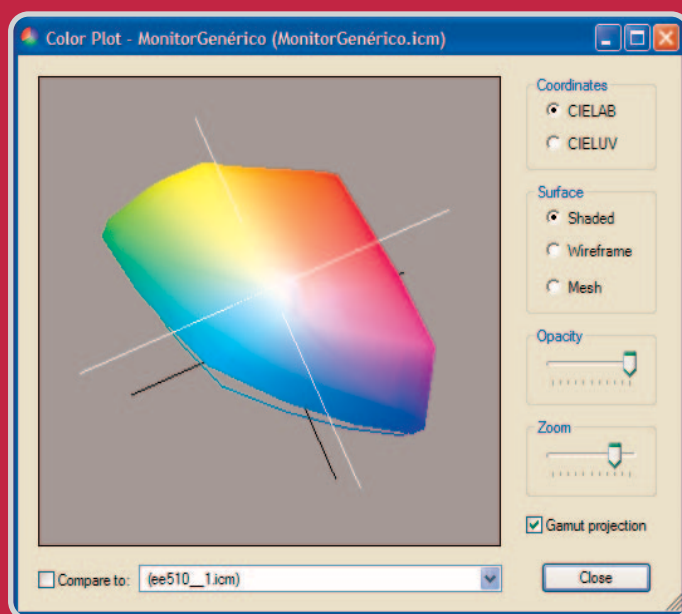 Color Plot - MonitorGenérico (MonitorGenérico.icm)
Coordinates
CIELAB
CIELUV
Surface
Shaded
Wireframe
Mesh
Opacity
Zoom
Gamut projection
Compare to: (ee510__1.icm)
Close